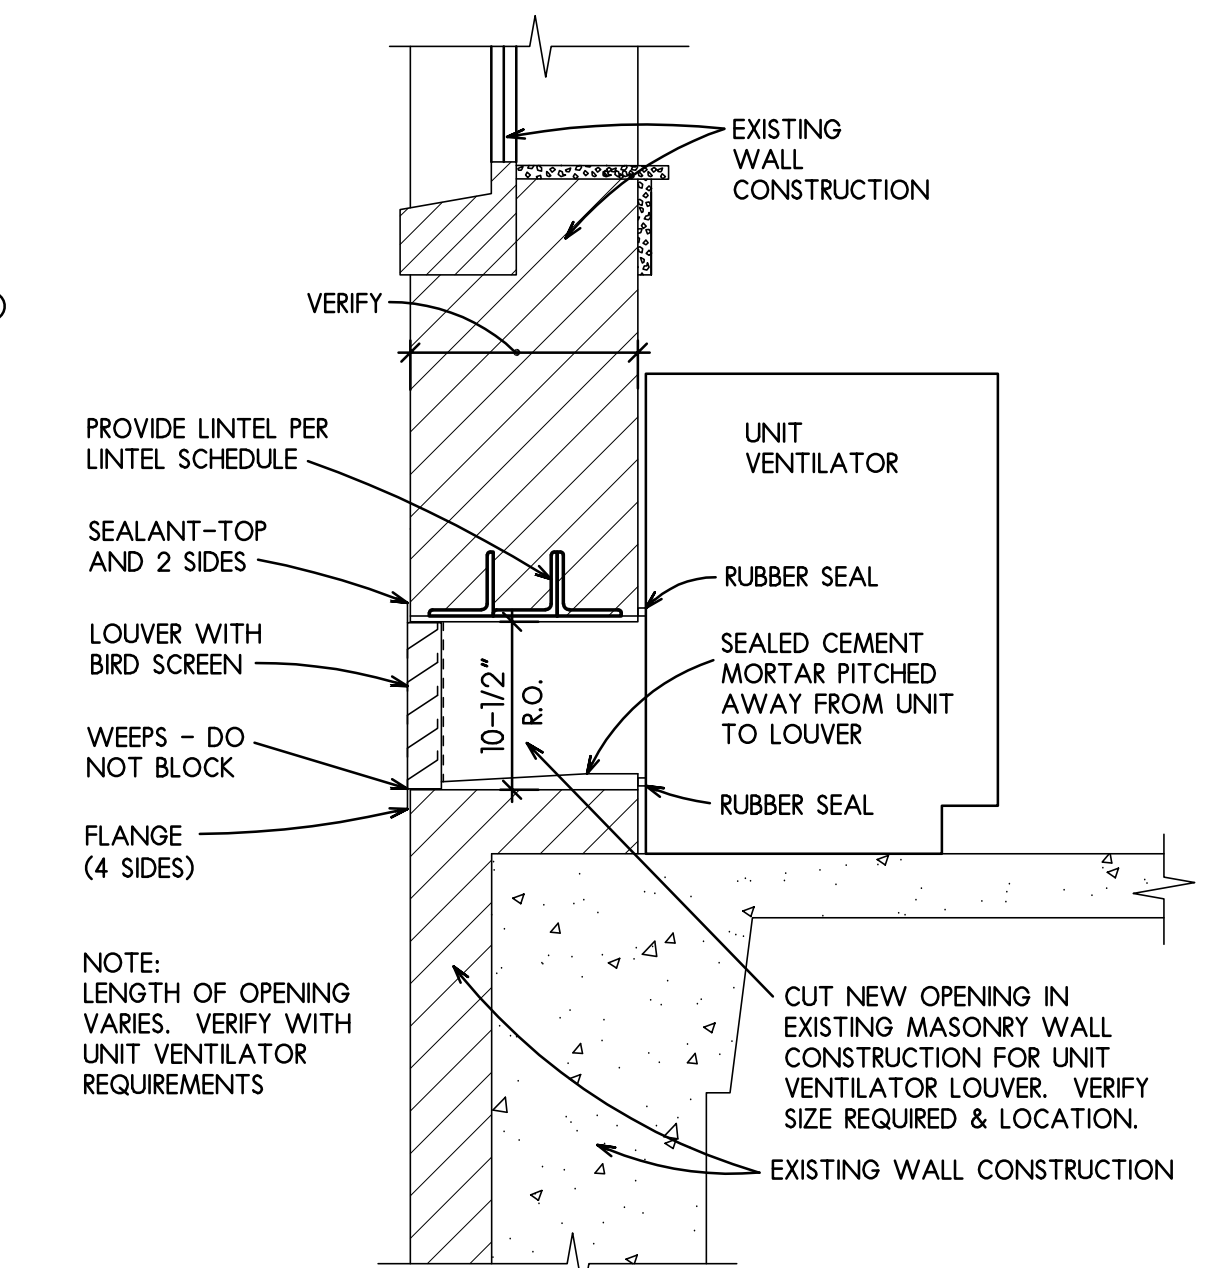 EXISTING
WALL
CONSTRUCTION
VERIFY
PROVIDE LINTEL PER
LINTEL SCHEDULE
UNIT
VENTILATOR
SEALANT-TOP
AND 2 SIDES
RUBBER SEAL
LOUVER WITH
BIRD SCREEN
SEALED CEMENT
MORTAR PITCHED
AWAY FROM UNIT
TO LOUVER
10-1/2"
R.O.
WEEPS - DO
NOT BLOCK
RUBBER SEAL
FLANGE
(4 SIDES)
NOTE:
LENGTH OF OPENING
VARIES. VERIFY WITH
UNIT VENTILATOR
REQUIREMENTS
CUT NEW OPENING IN
EXISTING MASONRY WALL
CONSTRUCTION FOR UNIT
VENTILATOR LOUVER. VERIFY
SIZE REQUIRED & LOCATION.
EXISTING WALL CONSTRUCTION